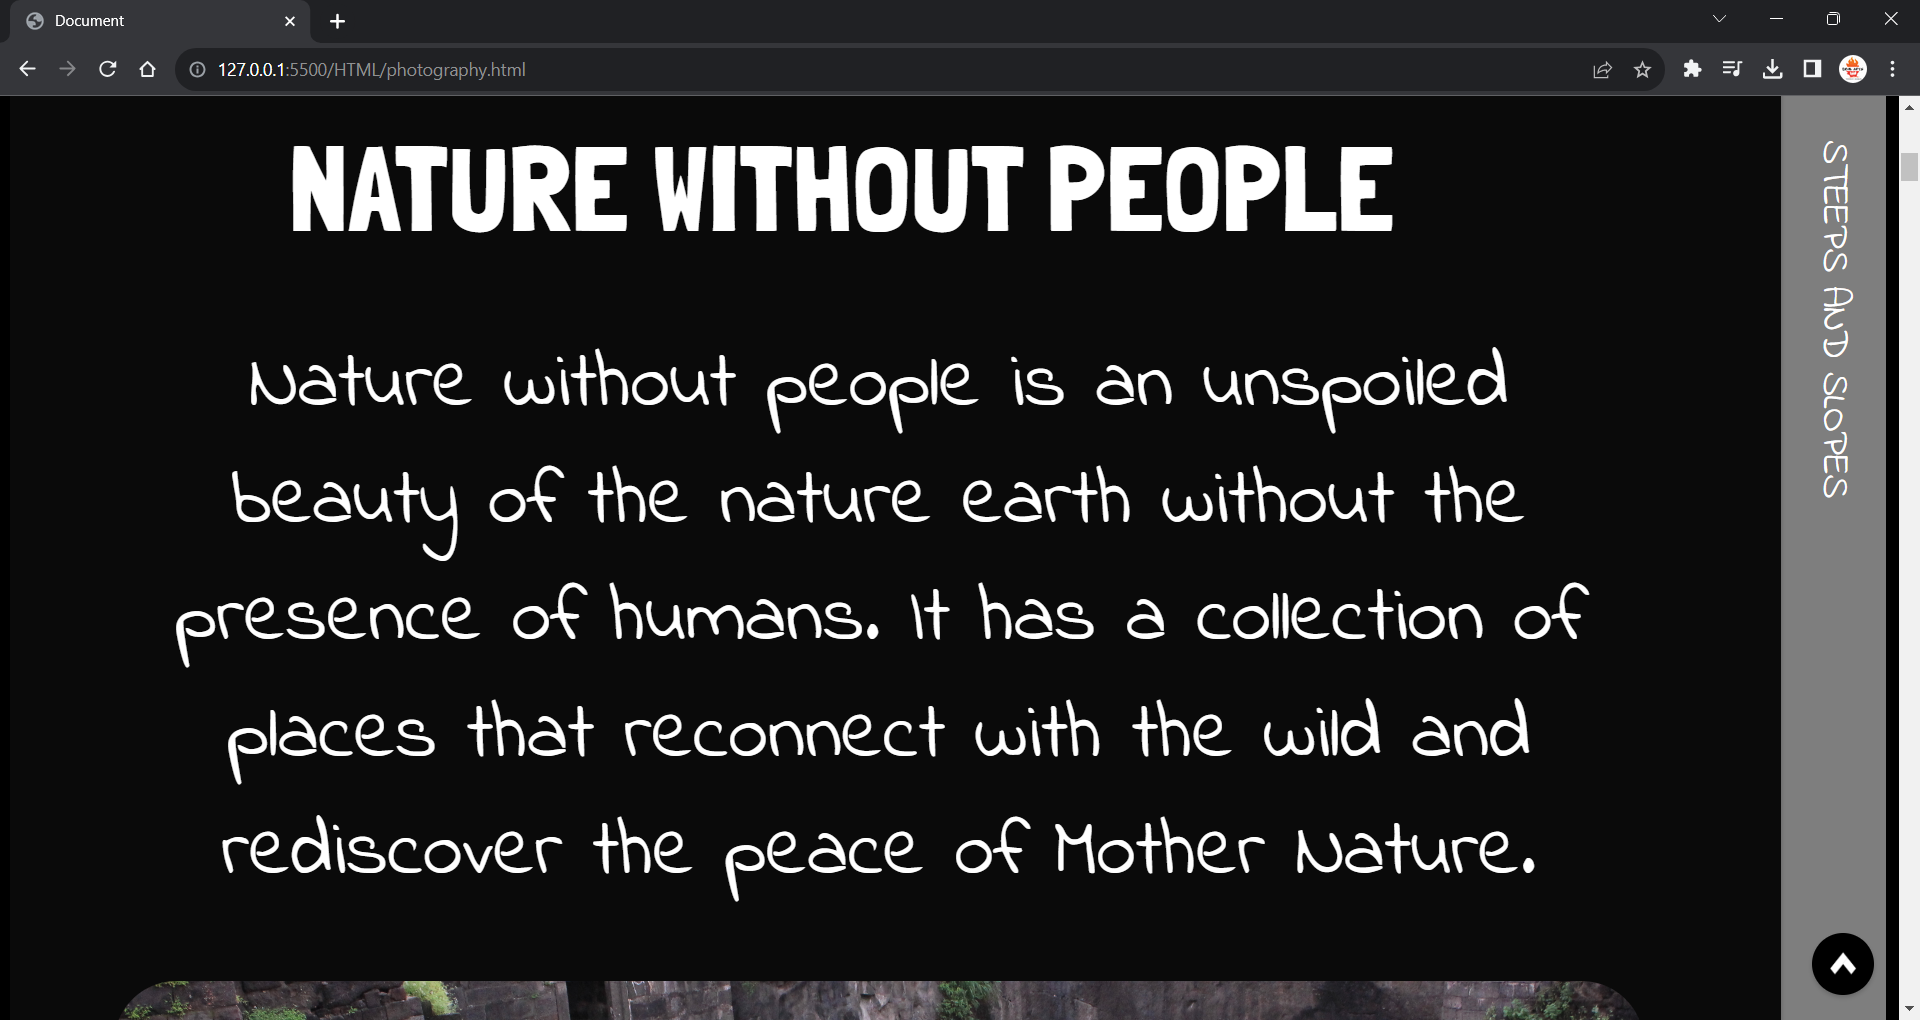 Document
127.0.0.1:5500/HTML/photography.html
NATURE WITHOUT PEOPLE
Nature without people is an unspoiled
beauty of the nature earth without the
presence of humans. It has a collection of
places that reconnect with the wild and
rediscover the peace of Mother Nature.
STEEPS AND SLOPES